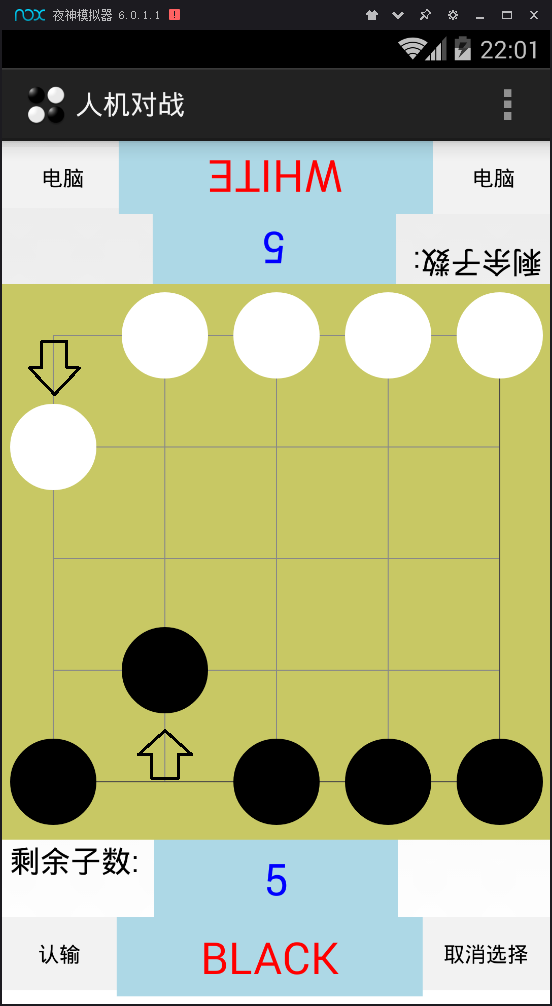 nox 夜神模拟器 6.0.1.1
22:01
人机对战
电脑 WHITE 电脑
5 剩余子数:
剩余子数: 5
认输 BLACK 取消选择